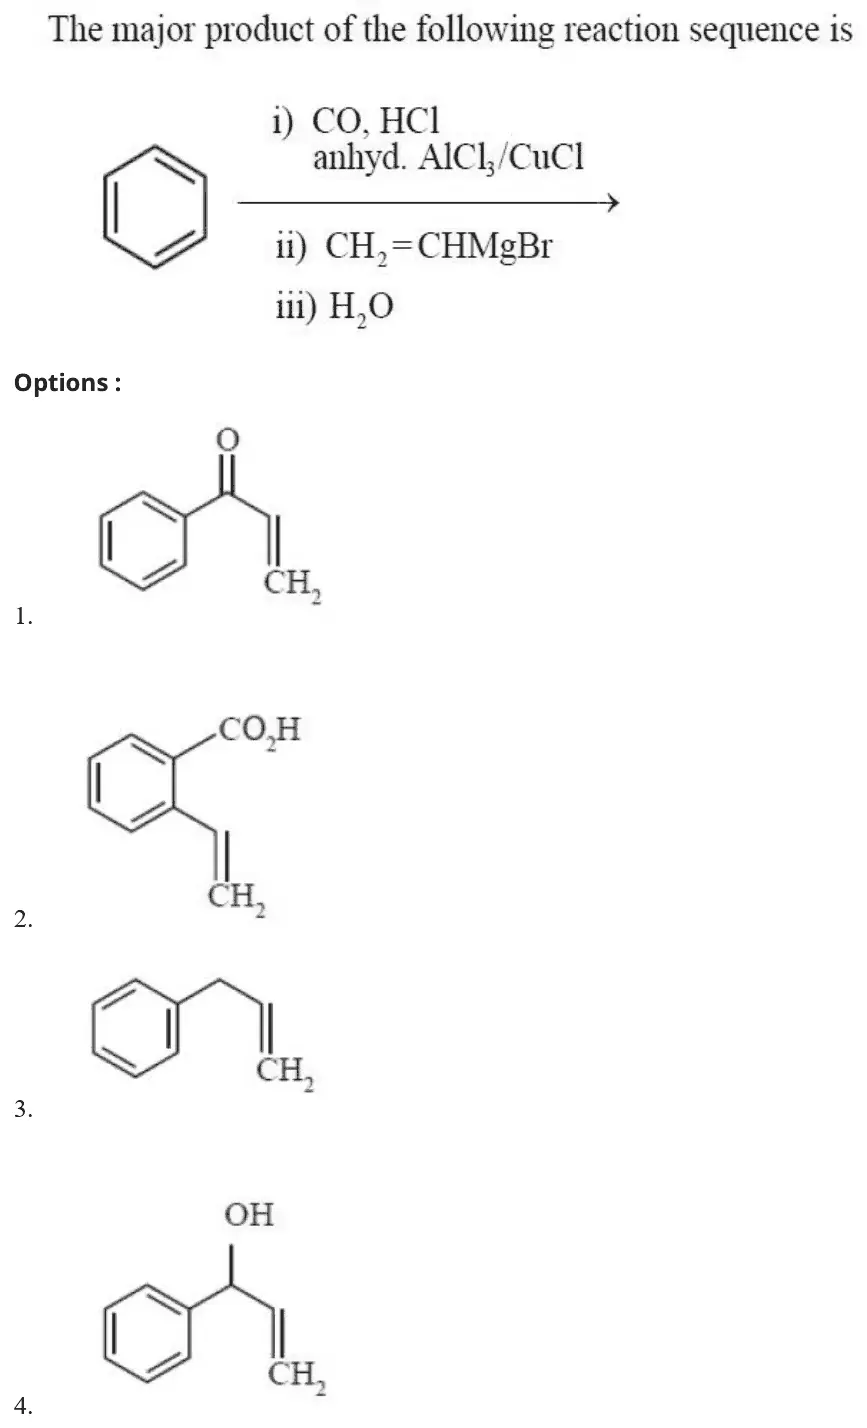 The major product of the following reaction sequence is
i) CO, HCl
anhyd. AlCl₃/CuCl
ii) CH₂=CHMgBr
iii) H₂O
Options :
O
CH₂
1.
CO₂H
CH₂
2.
CH₂
3.
OH
CH₂
4.